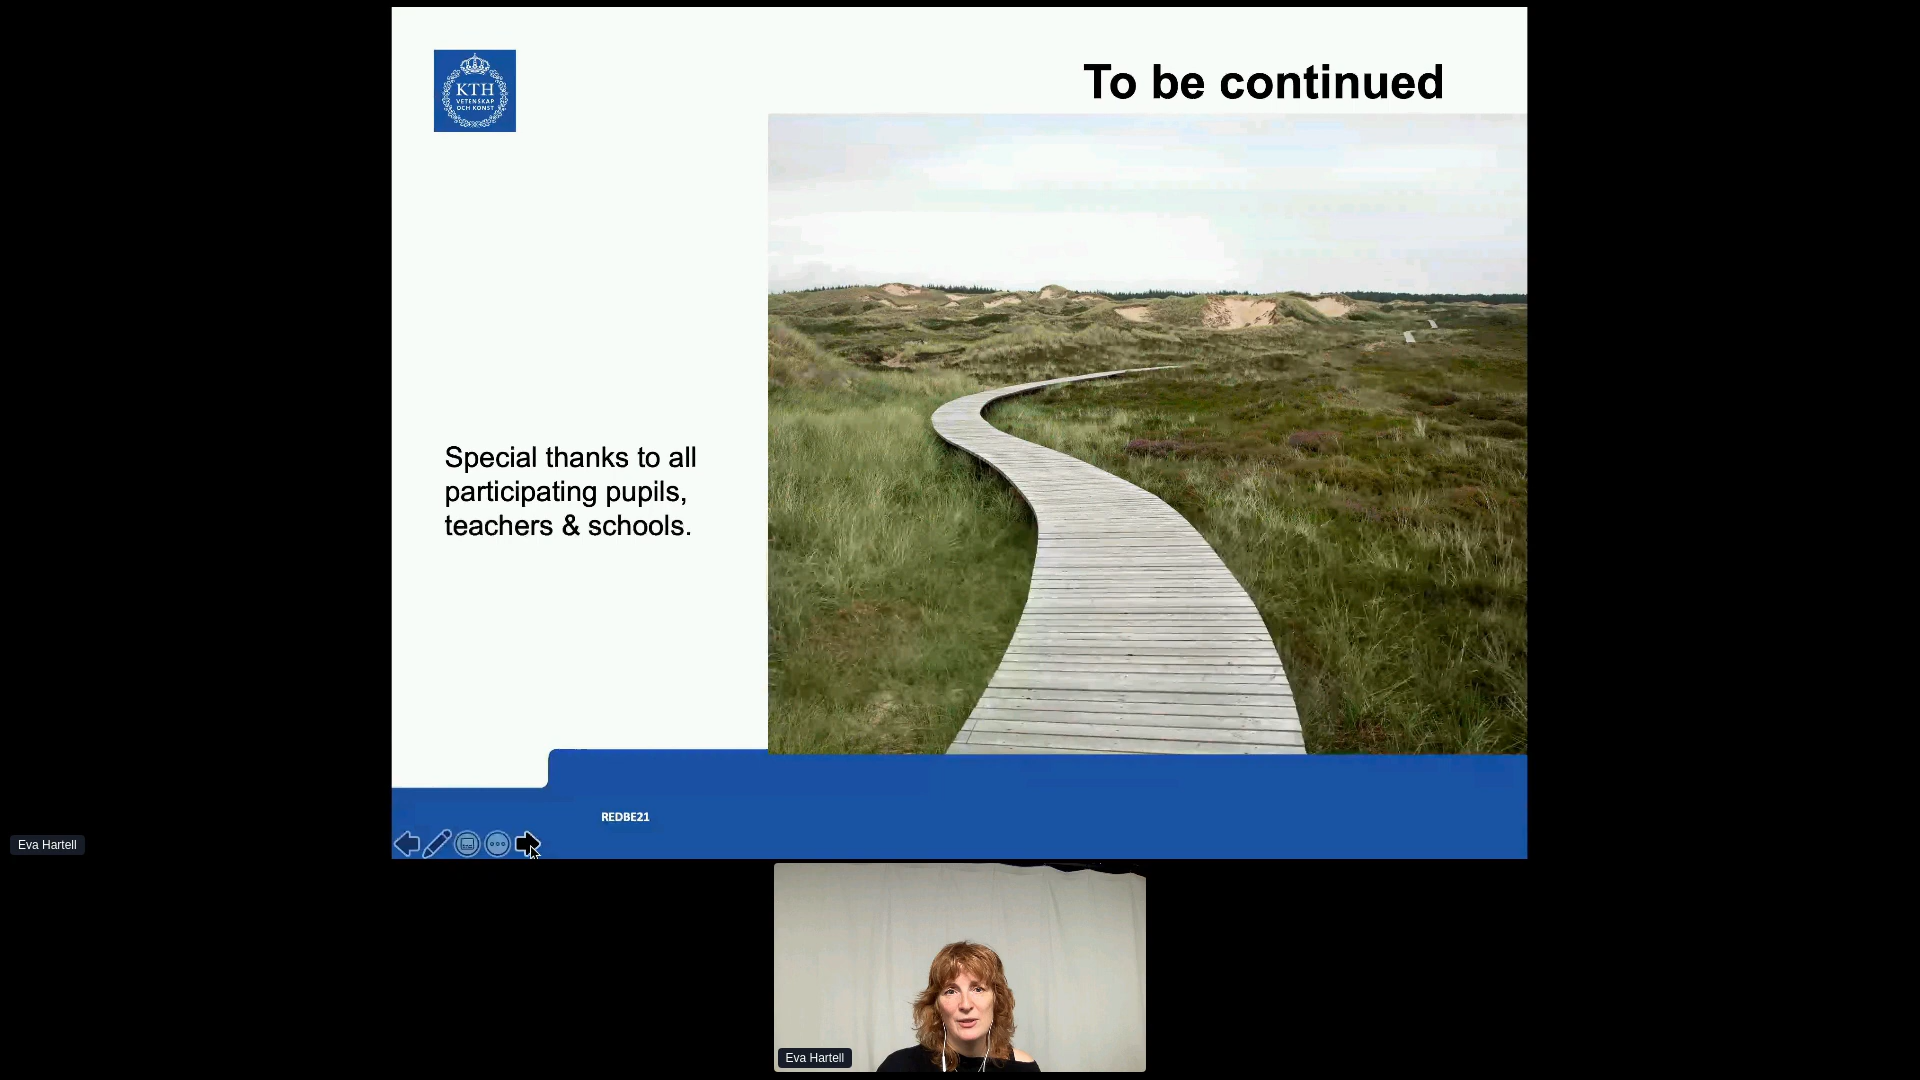 KTH
VETENSKAP
OCH KONST
To be continued
Special thanks to all
participating pupils,
teachers & schools.
REDBE21
Eva Hartell
Eva Hartell